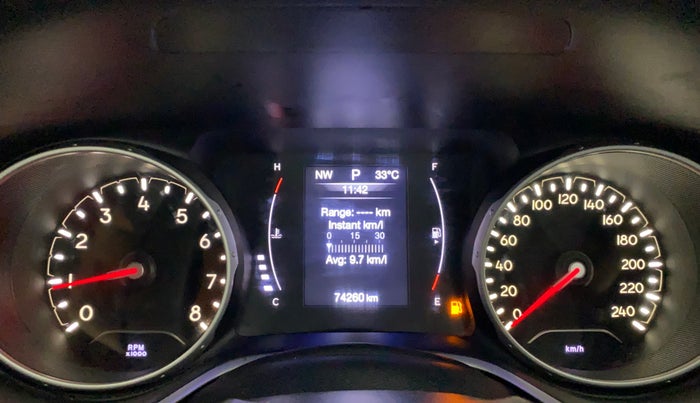 0
1
2
3
4
5
6
7
8
RPM
x1000
H
C
NW P 33°C
11:42
Range: ---- km
Instant km/l
0 15 30
Avg: 9.7 km/l
74260 km
F
E
0
20
40
60
80
100
120
140
160
180
200
220
240
km/h